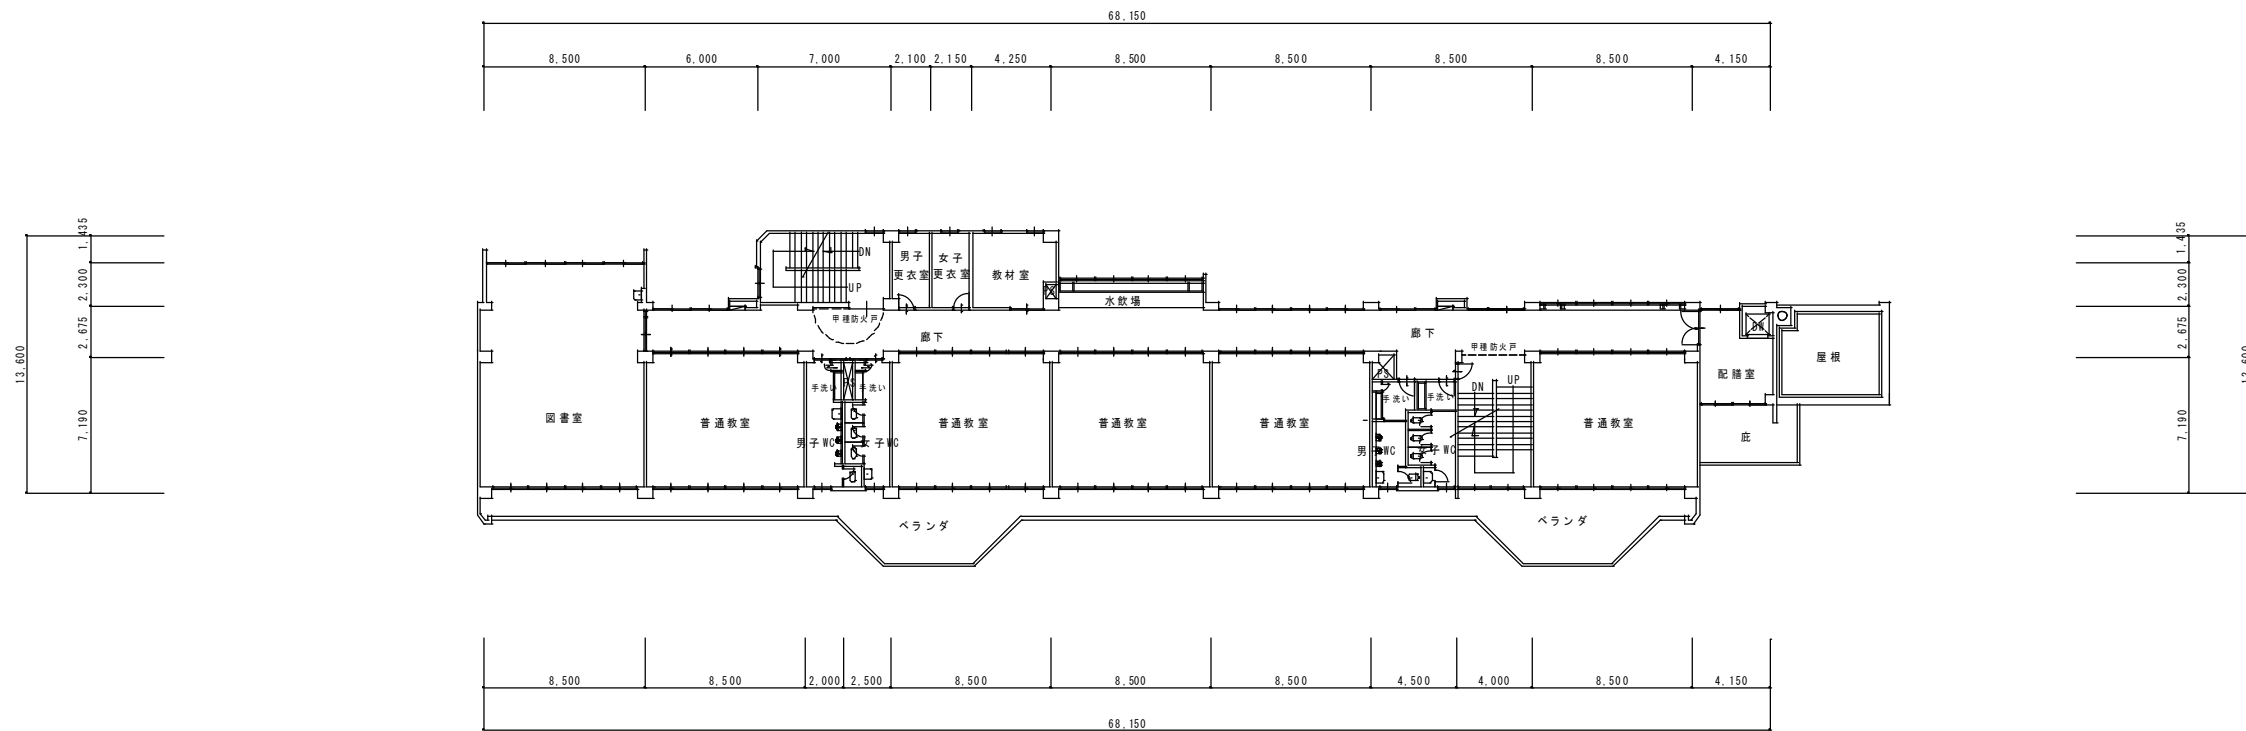 68,150
8,500
6,000
7,000
2,100
2,150
4,250
8,500
8,500
8,500
8,500
4,150
13,600
1,435
2,300
2,675
7,190
1,435
2,300
2,675
7,190
13,600
DN
UP
男子
更衣室
女子
更衣室
教材室
水飲場
甲種防火戸
廊下
廊下
甲種防火戸
DW
屋根
配膳室
庇
図書室
普通教室
手洗い
PS
手洗い
男子WC
女子WC
普通教室
普通教室
普通教室
PS
手洗い
手洗い
男子WC
女子WC
DN
UP
普通教室
ベランダ
ベランダ
8,500
8,500
2,000
2,500
8,500
8,500
8,500
4,500
4,000
8,500
4,150
68,150